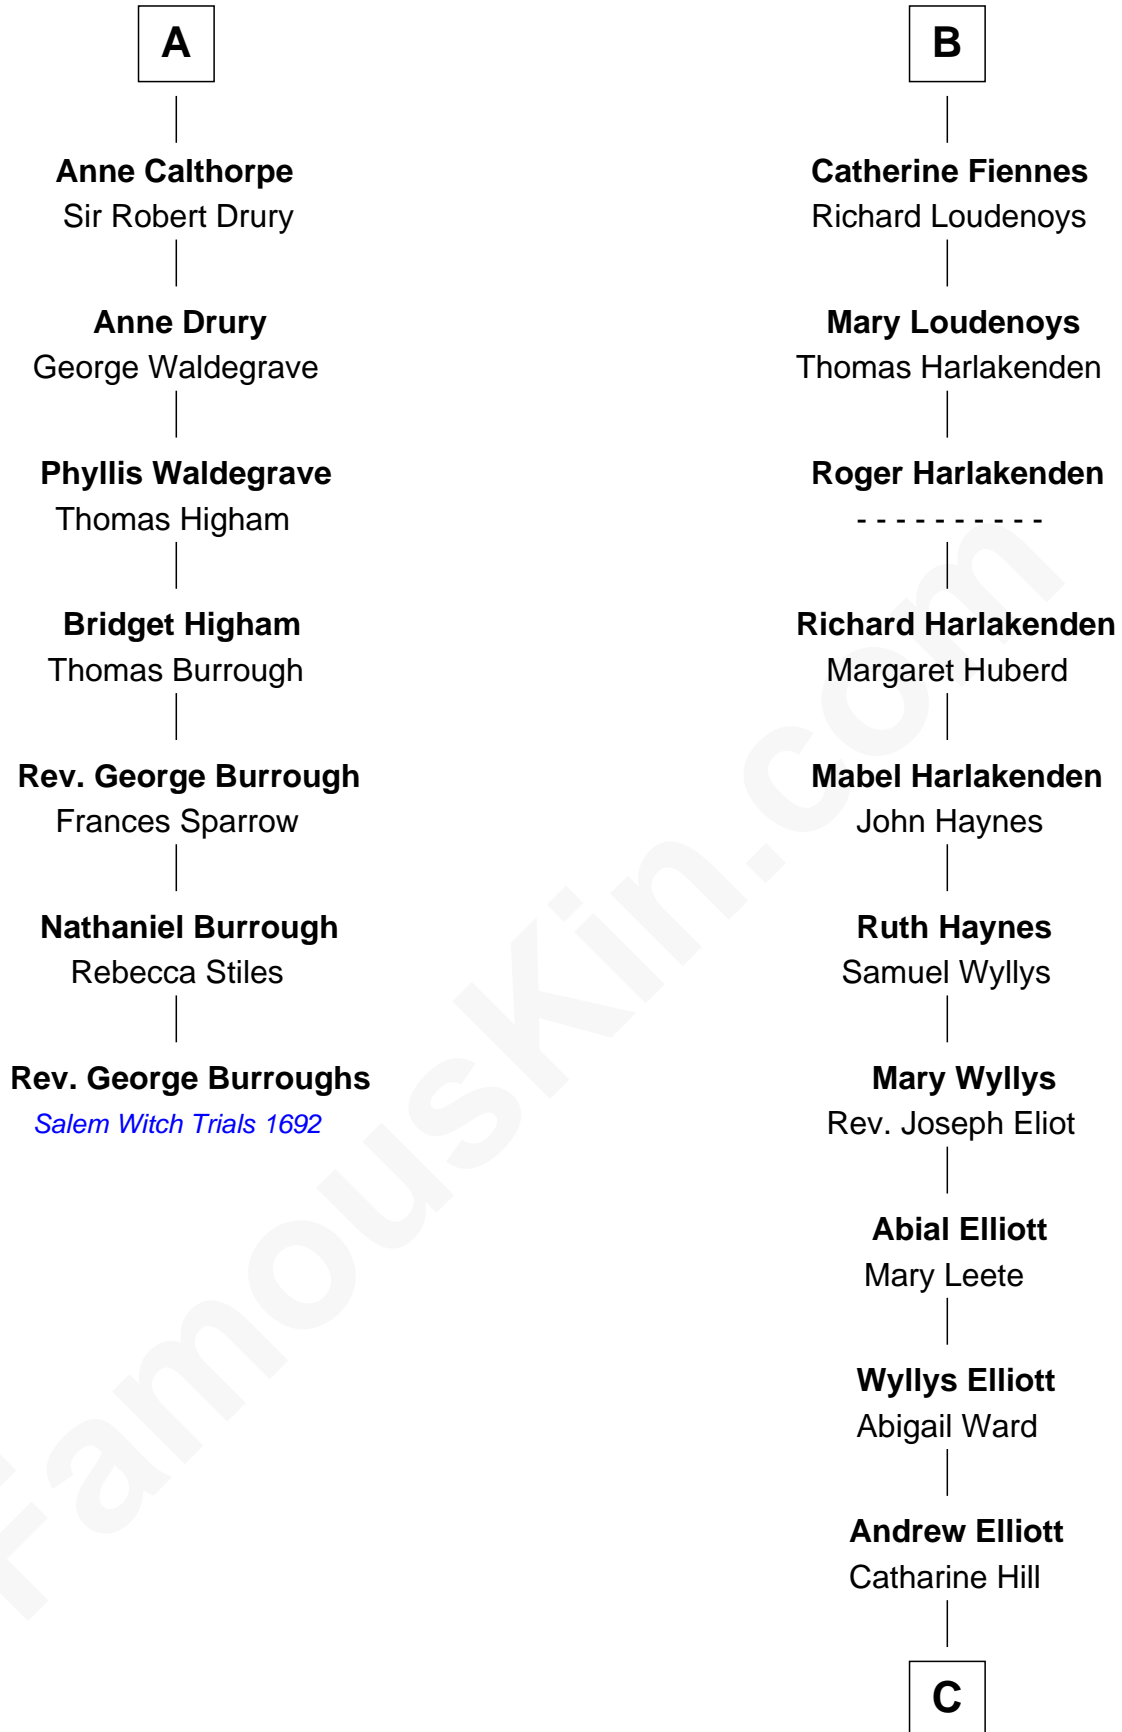 A
Anne Calthorpe
Sir Robert Drury
Anne Drury
George Waldegrave
Phyllis Waldegrave
Thomas Higham
Bridget Higham
Thomas Burrough
Rev. George Burrough
Frances Sparrow
Nathaniel Burrough
Rebecca Stiles
Rev. George Burroughs
Salem Witch Trials 1692
B
Catherine Fiennes
Richard Loudenoys
Mary Loudenoys
Thomas Harlakenden
Roger Harlakenden
- - - - - - - - - -
Richard Harlakenden
Margaret Huberd
Mabel Harlakenden
John Haynes
Ruth Haynes
Samuel Wyllys
Mary Wyllys
Rev. Joseph Eliot
Abial Elliott
Mary Leete
Wyllys Elliott
Abigail Ward
Andrew Elliott
Catharine Hill
C
FamousKin.com